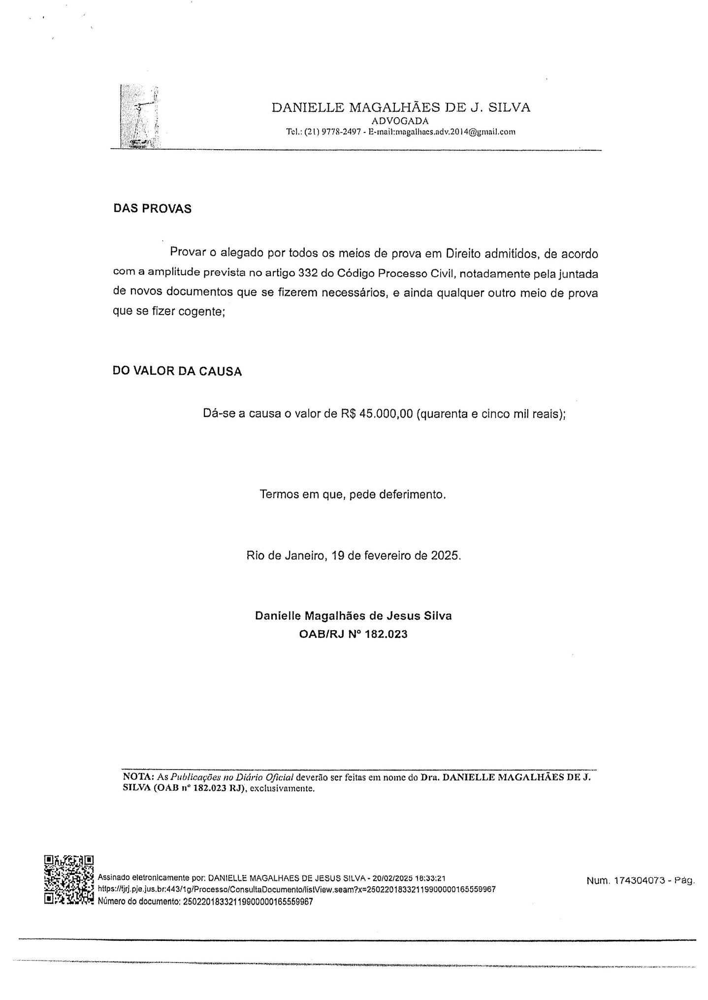 DANIELLE MAGALHÃES DE J. SILVA
ADVOGADA
Tel.: (21) 9778-2497 - E-mail:magalhaes.adv.2014@gmail.com
DAS PROVAS
Provar o alegado por todos os meios de prova em Direito admitidos, de acordo
com a amplitude prevista no artigo 332 do Código Processo Civil, notadamente pela juntada
de novos documentos que se fizerem necessários, e ainda qualquer outro meio de prova
que se fizer cogente;
DO VALOR DA CAUSA
Dá-se a causa o valor de R$ 45.000,00 (quarenta e cinco mil reais);
Termos em que, pede deferimento.
Rio de Janeiro, 19 de fevereiro de 2025.
Danielle Magalhães de Jesus Silva
OAB/RJ Nº 182.023
NOTA: As Publicações no Diário Oficial deverão ser feitas em nome do Dra. DANIELLE MAGALHÃES DE J.
SILVA (OAB nº 182.023 RJ), exclusivamente.
Assinado eletronicamente por: DANIELLE MAGALHAES DE JESUS SILVA - 20/02/2025 18:33:21
https://tjrj.pje.jus.br:443/1g/Processo/ConsultaDocumento/listView.seam?x=25022018332119900000165559967
Número do documento: 25022018332119900000165559967
Num. 174304073 - Pág.